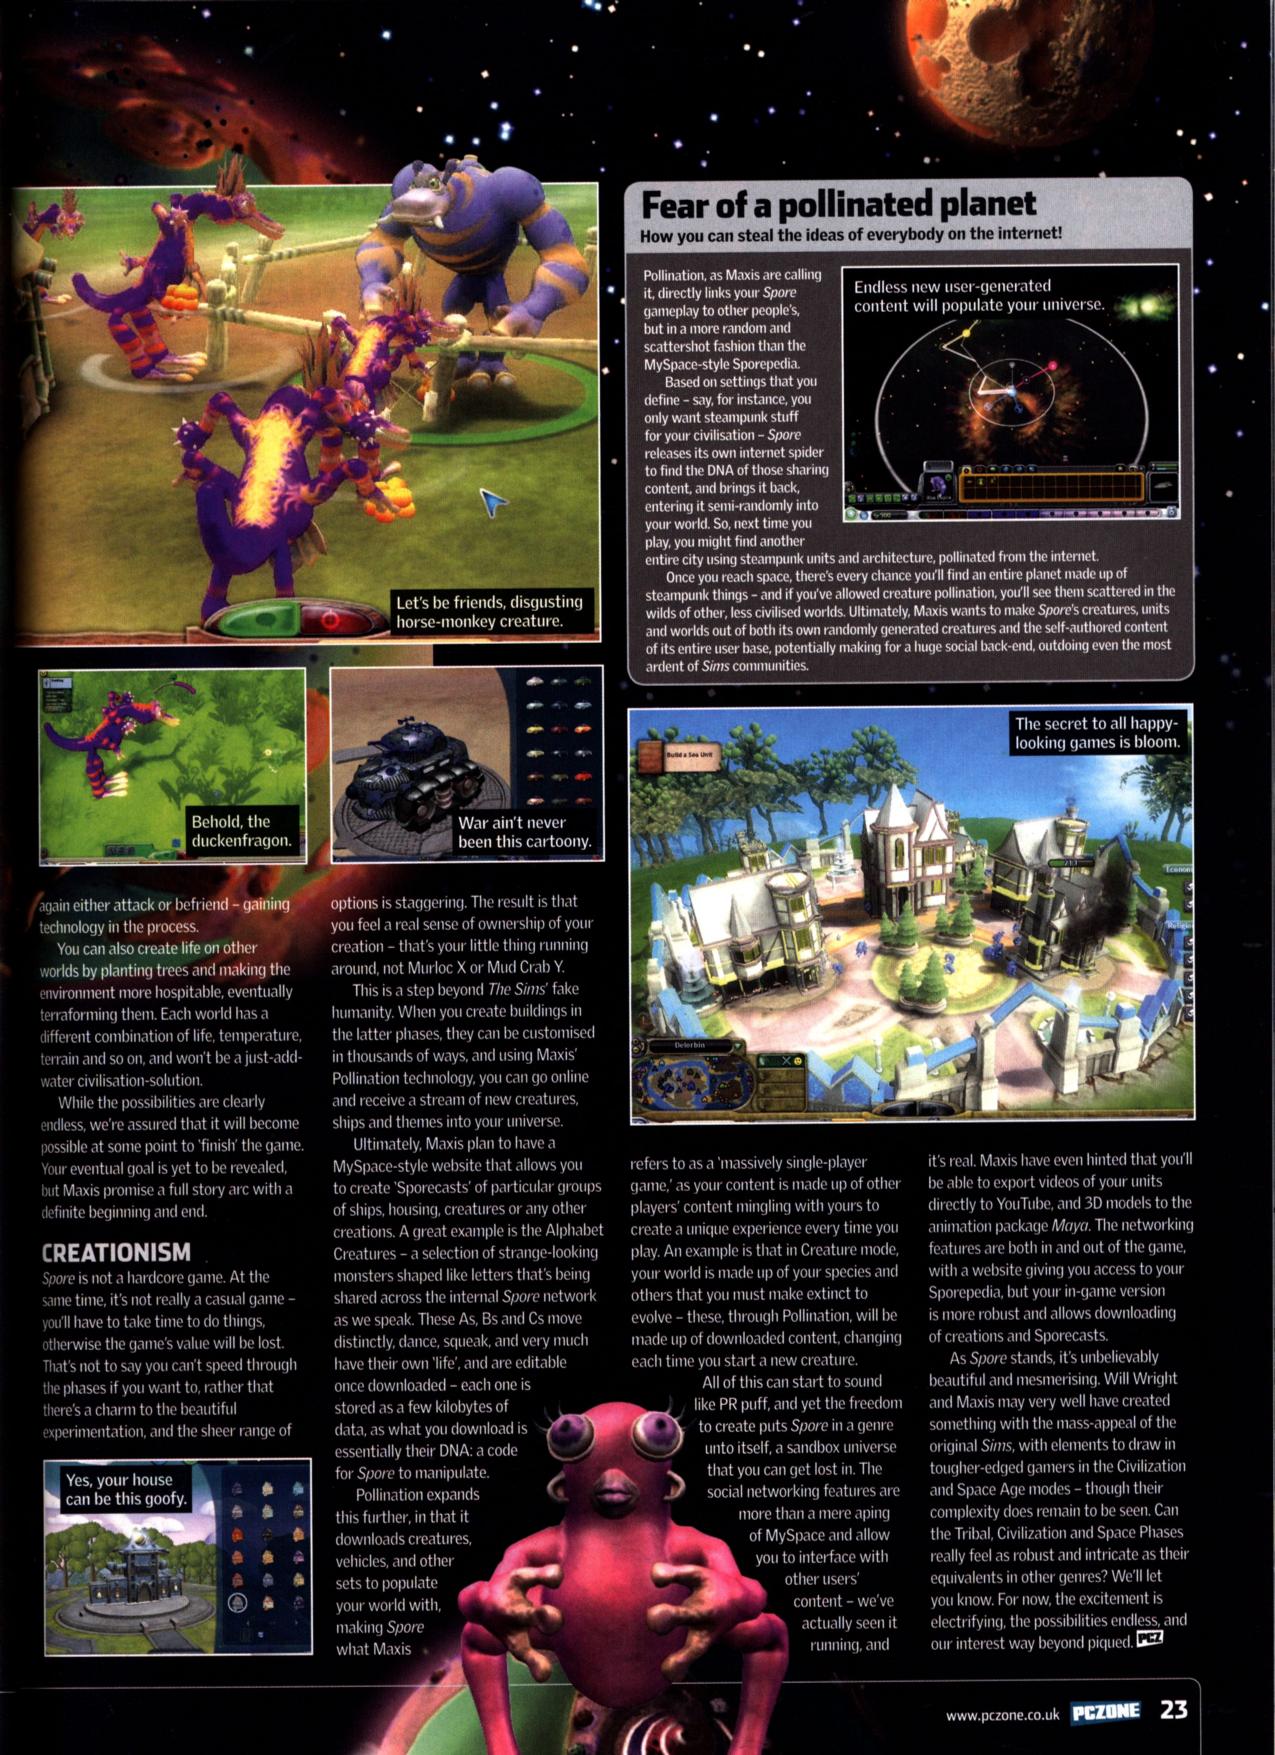 Let's be friends, disgusting
horse-monkey creature.
Behold, the
duckenfragon.
War ain't never
been this cartoony.
again either attack or befriend – gaining
technology in the process.
You can also create life on other
worlds by planting trees and making the
environment more hospitable, eventually
terraforming them. Each world has a
different combination of life, temperature,
terrain and so on, and won't be a just-add-
water civilisation-solution.
While the possibilities are clearly
endless, we're assured that it will become
possible at some point to 'finish' the game.
Your eventual goal is yet to be revealed,
but Maxis promise a full story arc with a
definite beginning and end.
CREATIONISM
Spore is not a hardcore game. At the
same time, it's not really a casual game –
you'll have to take time to do things,
otherwise the game's value will be lost.
That's not to say you can't speed through
the phases if you want to, rather that
there's a charm to the beautiful
experimentation, and the sheer range of
Yes, your house
can be this goofy.
options is staggering. The result is that
you feel a real sense of ownership of your
creation – that's your little thing running
around, not Murloc X or Mud Crab Y.
This is a step beyond The Sims' fake
humanity. When you create buildings in
the latter phases, they can be customised
in thousands of ways, and using Maxis'
Pollination technology, you can go online
and receive a stream of new creatures,
ships and themes into your universe.
Ultimately, Maxis plan to have a
MySpace-style website that allows you
to create 'Sporecasts' of particular groups
of ships, housing, creatures or any other
creations. A great example is the Alphabet
Creatures – a selection of strange-looking
monsters shaped like letters that's being
shared across the internal Spore network
as we speak. These As, Bs and Cs move
distinctly, dance, squeak, and very much
have their own 'life', and are editable
once downloaded – each one is
stored as a few kilobytes of
data, as what you download is
essentially their DNA: a code
for Spore to manipulate.
Pollination expands
this further, in that it
downloads creatures,
vehicles, and other
sets to populate
your world with,
making Spore
what Maxis
Fear of a pollinated planet
How you can steal the ideas of everybody on the internet!
Pollination, as Maxis are calling
it, directly links your Spore
gameplay to other people's,
but in a more random and
scattershot fashion than the
MySpace-style Sporepedia.
Based on settings that you
define – say, for instance, you
only want steampunk stuff
for your civilisation – Spore
releases its own internet spider
to find the DNA of those sharing
content, and brings it back,
entering it semi-randomly into
your world. So, next time you
play, you might find another
entire city using steampunk units and architecture, pollinated from the internet.
Once you reach space, there's every chance you'll find an entire planet made up of
steampunk things – and if you've allowed creature pollination, you'll see them scattered in the
wilds of other, less civilised worlds. Ultimately, Maxis wants to make Spore's creatures, units
and worlds out of both its own randomly generated creatures and the self-authored content
of its entire user base, potentially making for a huge social back-end, outdoing even the most
ardent of Sims communities.
Endless new user-generated
content will populate your universe.
The secret to all happy-
looking games is bloom.
Build a Sea Unit
Delorbin
refers to as a 'massively single-player
game,' as your content is made up of other
players' content mingling with yours to
create a unique experience every time you
play. An example is that in Creature mode,
your world is made up of your species and
others that you must make extinct to
evolve – these, through Pollination, will be
made up of downloaded content, changing
each time you start a new creature.
All of this can start to sound
like PR puff, and yet the freedom
to create puts Spore in a genre
unto itself, a sandbox universe
that you can get lost in. The
social networking features are
more than a mere aping
of MySpace and allow
you to interface with
other users'
content – we've
actually seen it
running, and
it's real. Maxis have even hinted that you'll
be able to export videos of your units
directly to YouTube, and 3D models to the
animation package Maya. The networking
features are both in and out of the game,
with a website giving you access to your
Sporepedia, but your in-game version
is more robust and allows downloading
of creations and Sporecasts.
As Spore stands, it's unbelievably
beautiful and mesmerising. Will Wright
and Maxis may very well have created
something with the mass-appeal of the
original Sims, with elements to draw in
tougher-edged gamers in the Civilization
and Space Age modes – though their
complexity does remain to be seen. Can
the Tribal, Civilization and Space Phases
really feel as robust and intricate as their
equivalents in other genres? We'll let
you know. For now, the excitement is
electrifying, the possibilities endless, and
our interest way beyond piqued. PCZ
www.pczone.co.uk PCZONE 23